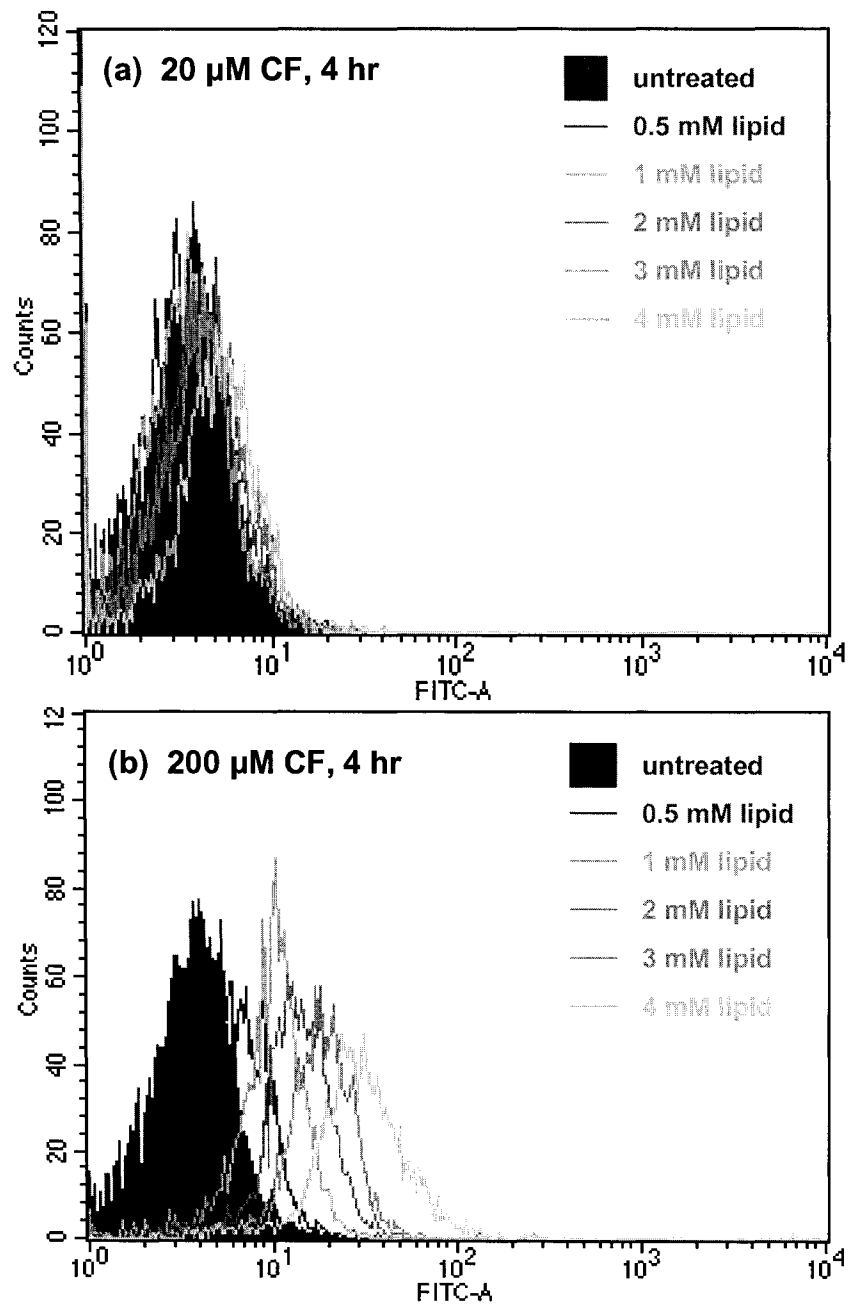 (a) 20 µM CF, 4 hr
untreated
0.5 mM lipid
1 mM lipid
2 mM lipid
3 mM lipid
4 mM lipid
120
100
80
60
40
20
0
Counts
10^0 10^1 10^2 10^3 10^4
FITC-A
(b) 200 µM CF, 4 hr
untreated
0.5 mM lipid
1 mM lipid
2 mM lipid
3 mM lipid
4 mM lipid
12
100
80
60
40
20
0
Counts
10^0 10^1 10^2 10^3 10^4
FITC-A